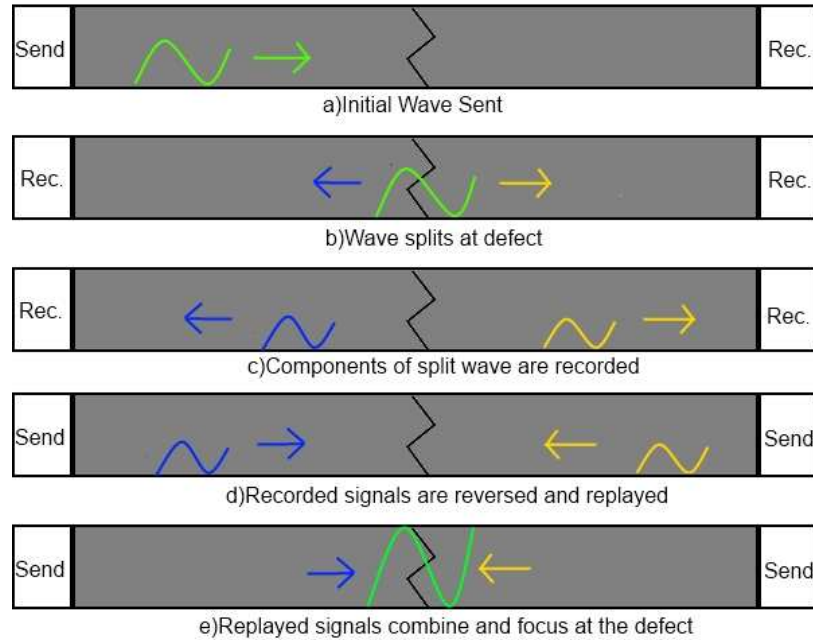 Send Rec.
a)Initial Wave Sent
Rec. Rec.
b)Wave splits at defect
Rec. Rec.
c)Components of split wave are recorded
Send Send
d)Recorded signals are reversed and replayed
Send Send
e)Replayed signals combine and focus at the defect